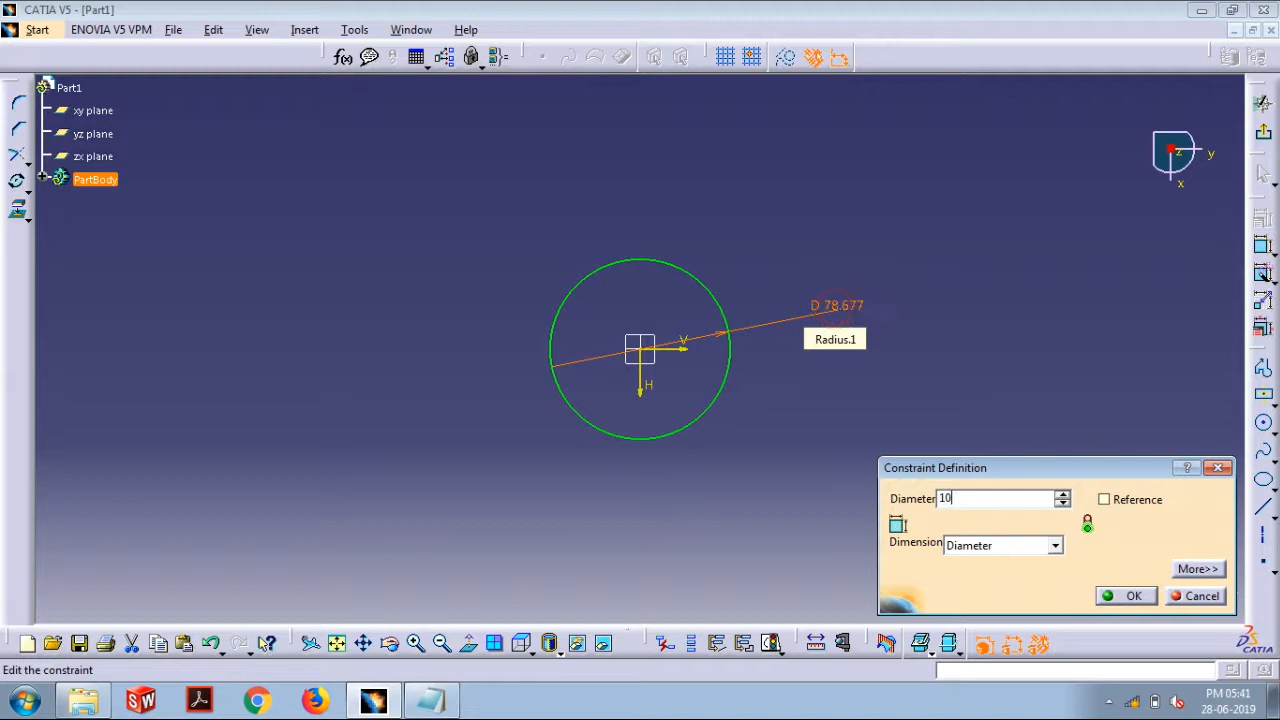 CATIA V5 - [Part1]
Start ENOVIA V5 VPM File Edit View Insert Tools Window Help
f(x)
Part1
xy plane
yz plane
zx plane
PartBody
z
y
x
D 78.677
Radius.1
V
H
Constraint Definition
?
Diameter 10
Reference
Dimension Diameter
More>>
OK
Cancel
CATIA
Edit the constraint
SW
PM 05:41
28-06-2019